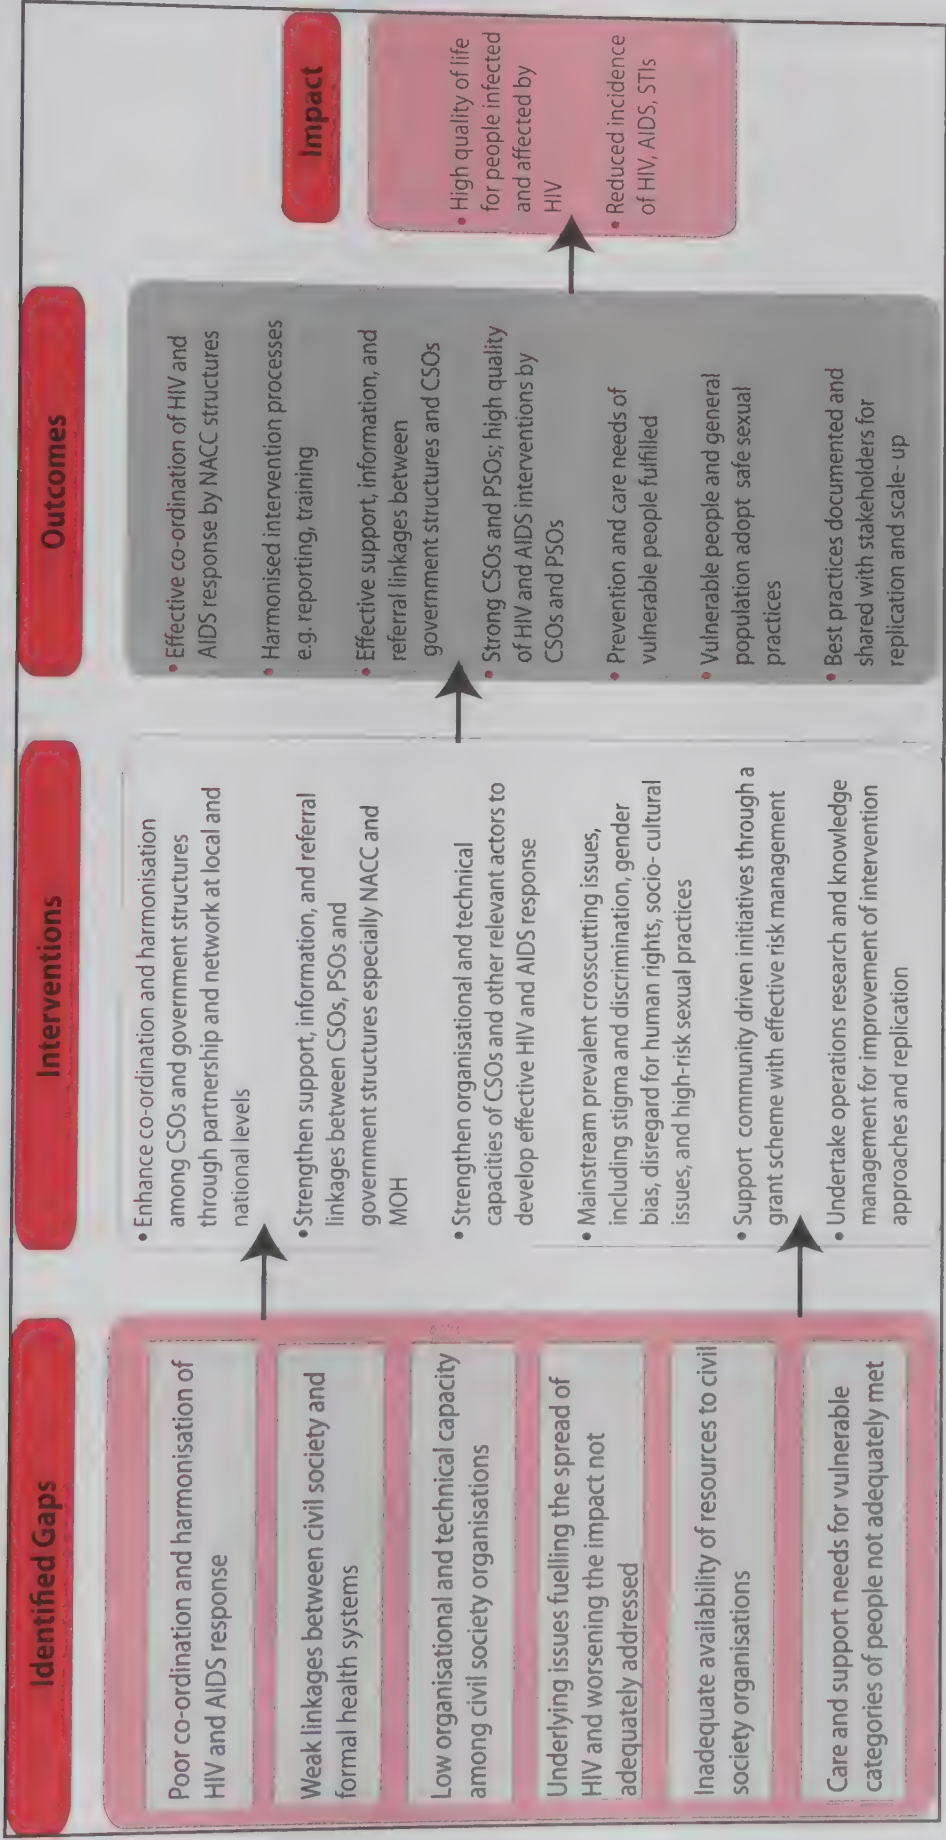 Identified Gaps
Poor co-ordination and harmonisation of
HIV and AIDS response
Weak linkages between civil society and
formal health systems
Low organisational and technical capacity
among civil society organisations
Underlying issues fuelling the spread of
HIV and worsening the impact not
adequately addressed
Inadequate availability of resources to civil
society organisations
Care and support needs for vulnerable
categories of people not adequately met
Interventions
• Enhance co-ordination and harmonisation
among CSOs and government structures
through partnership and network at local and
national levels
• Strengthen support, information, and referral
linkages between CSOs, PSOs and
government structures especially NACC and
MOH
• Strengthen organisational and technical
capacities of CSOs and other relevant actors to
develop effective HIV and AIDS response
• Mainstream prevalent crosscutting issues,
including stigma and discrimination, gender
bias, disregard for human rights, socio- cultural
issues, and high-risk sexual practices
• Support community driven initiatives through a
grant scheme with effective risk management
• Undertake operations research and knowledge
management for improvement of intervention
approaches and replication
Outcomes
• Effective co-ordination of HIV and
AIDS response by NACC structures
• Harmonised intervention processes
e.g. reporting, training
• Effective support, information, and
referral linkages between
government structures and CSOs
• Strong CSOs and PSOs; high quality
of HIV and AIDS interventions by
CSOs and PSOs
• Prevention and care needs of
vulnerable people fulfilled
• Vulnerable people and general
population adopt safe sexual
practices
• Best practices documented and
shared with stakeholders for
replication and scale- up
Impact
• High quality of life
for people infected
and affected by
HIV
• Reduced incidence
of HIV, AIDS, STIs